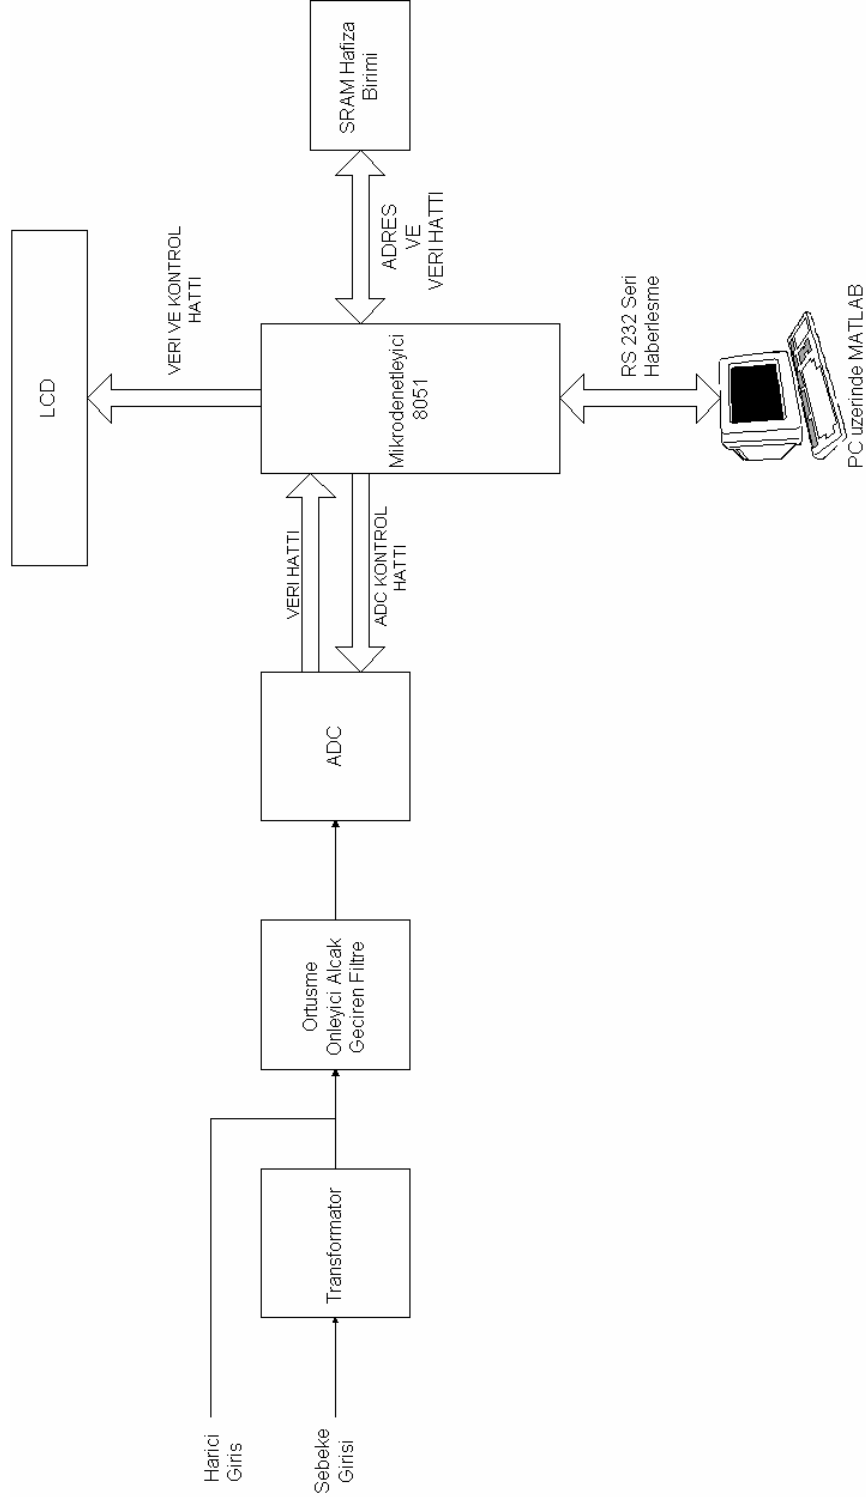 LCD
VERI VE KONTROL
HATTI
SRAM Hafiza
Birimi
ADRES
VE
VERI HATTI
Mikrodenetleyici
8051
RS 232 Seri
Haberlesme
PC uzerinde MATLAB
VERI HATTI
ADC KONTROL
HATTI
ADC
Ortusme
Onleyici Alcak
Geciren Filtre
Transformator
Harici
Giris
Sebeke
Girisi